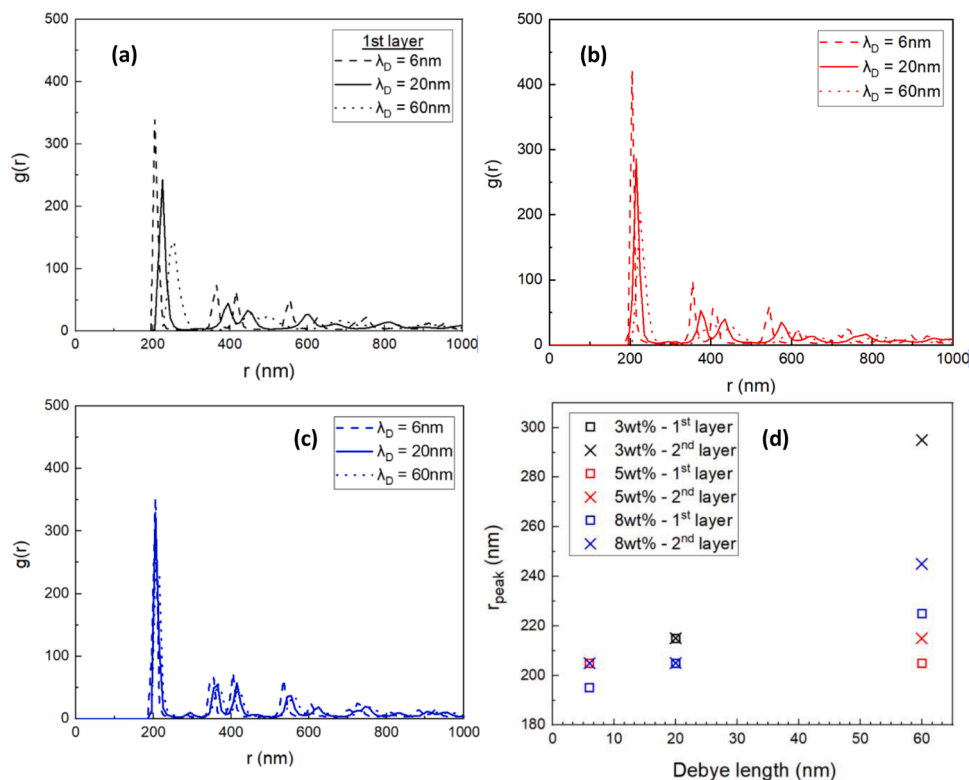 (a)
1st layer
λD = 6nm
λD = 20nm
λD = 60nm
g(r)
500
400
300
200
100
0
0 200 400 600 800 1000
r (nm)
(b)
λD = 6nm
λD = 20nm
λD = 60nm
g(r)
500
400
300
200
100
0
0 200 400 600 800 1000
r (nm)
(c)
λD = 6nm
λD = 20nm
λD = 60nm
g(r)
500
400
300
200
100
0
0 200 400 600 800 1000
r (nm)
(d)
3wt% - 1st layer
3wt% - 2nd layer
5wt% - 1st layer
5wt% - 2nd layer
8wt% - 1st layer
8wt% - 2nd layer
rpeak (nm)
300
280
260
240
220
200
180
0 10 20 30 40 50 60
Debye length (nm)